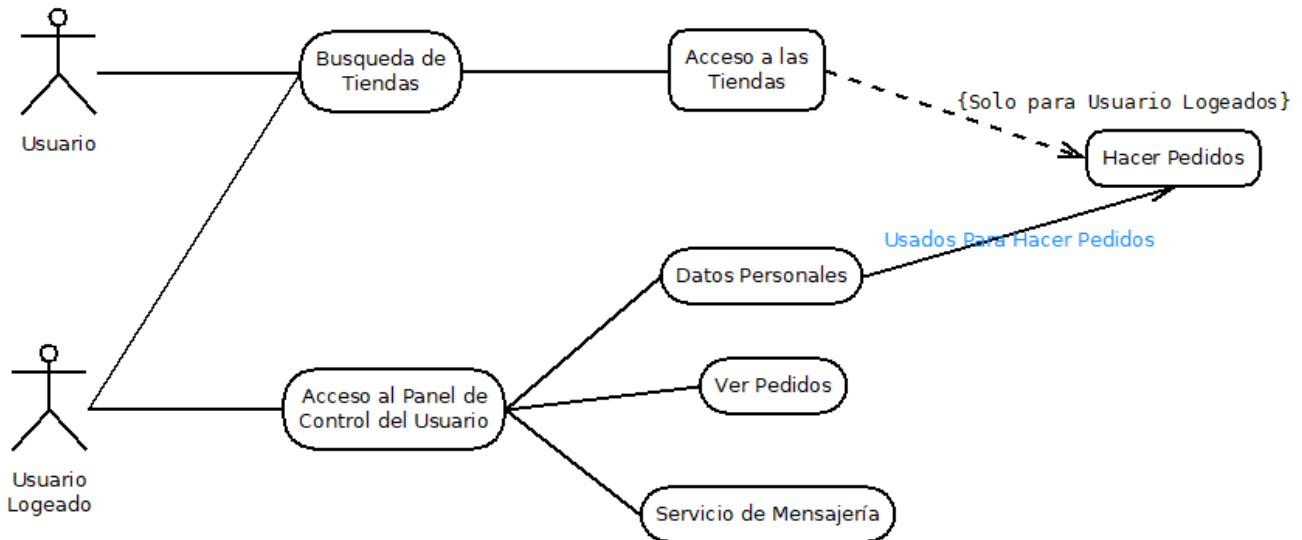 Busqueda de
Tiendas
Acceso a las
Tiendas
{Solo para Usuario Logeados}
Usuario
Hacer Pedidos
Usados Para Hacer Pedidos
Datos Personales
Ver Pedidos
Acceso al Panel de
Control del Usuario
Usuario
Logeado
Servicio de Mensajería